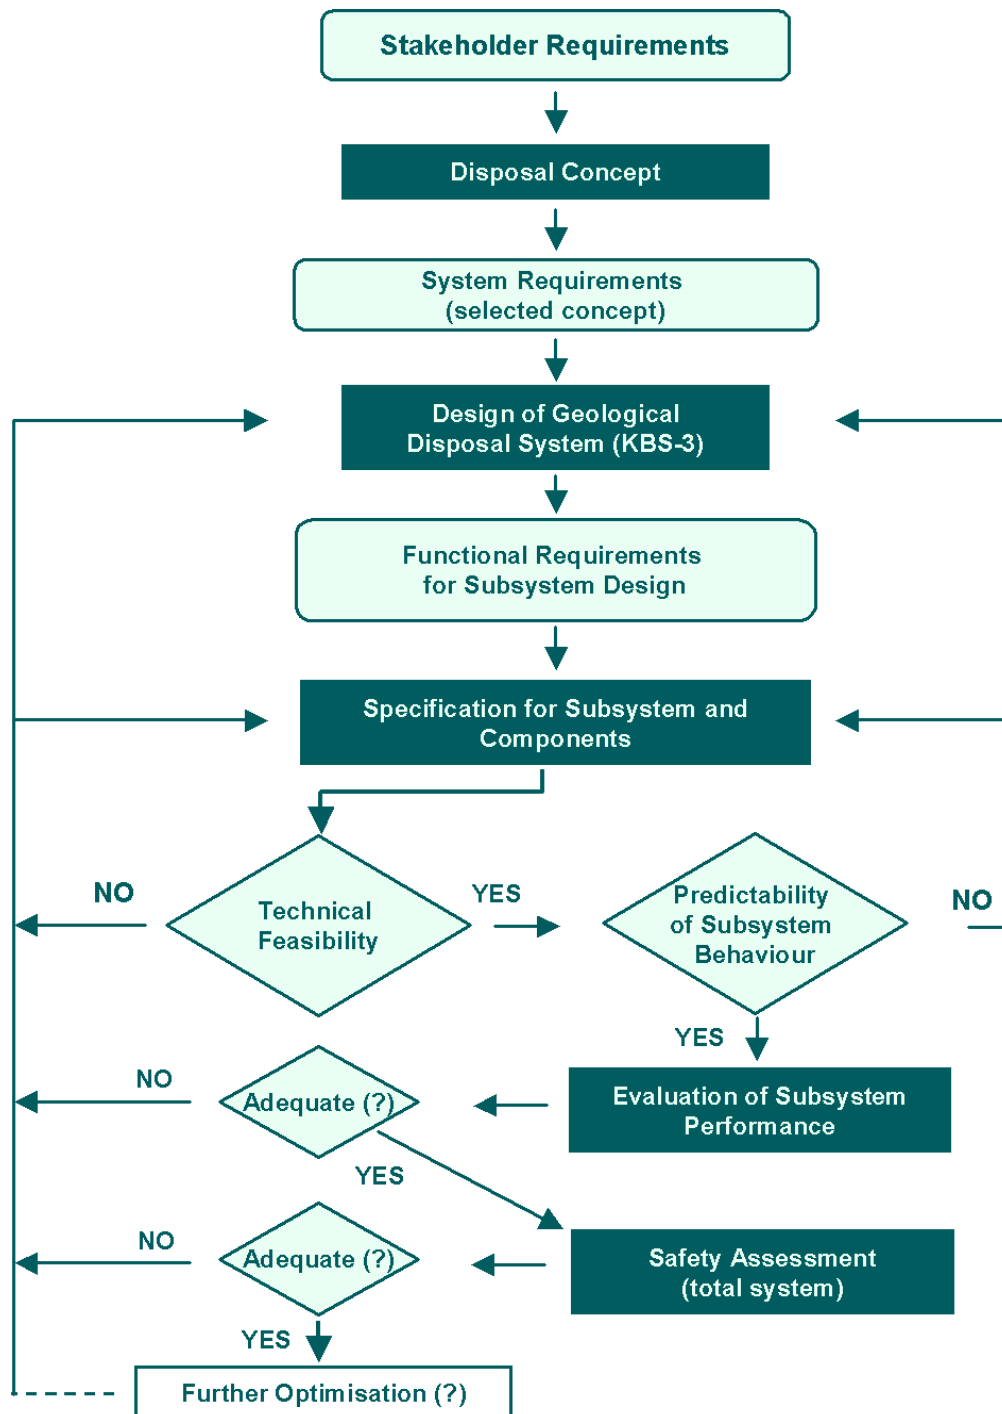 Stakeholder Requirements
Disposal Concept
System Requirements
(selected concept)
Design of Geological
Disposal System (KBS-3)
Functional Requirements
for Subsystem Design
Specification for Subsystem and
Components
NO
Technical
Feasibility
YES
Predictability
of Subsystem
Behaviour
NO
YES
NO
Adequate (?)
Evaluation of Subsystem
Performance
YES
NO
Adequate (?)
Safety Assessment
(total system)
YES
Further Optimisation (?)